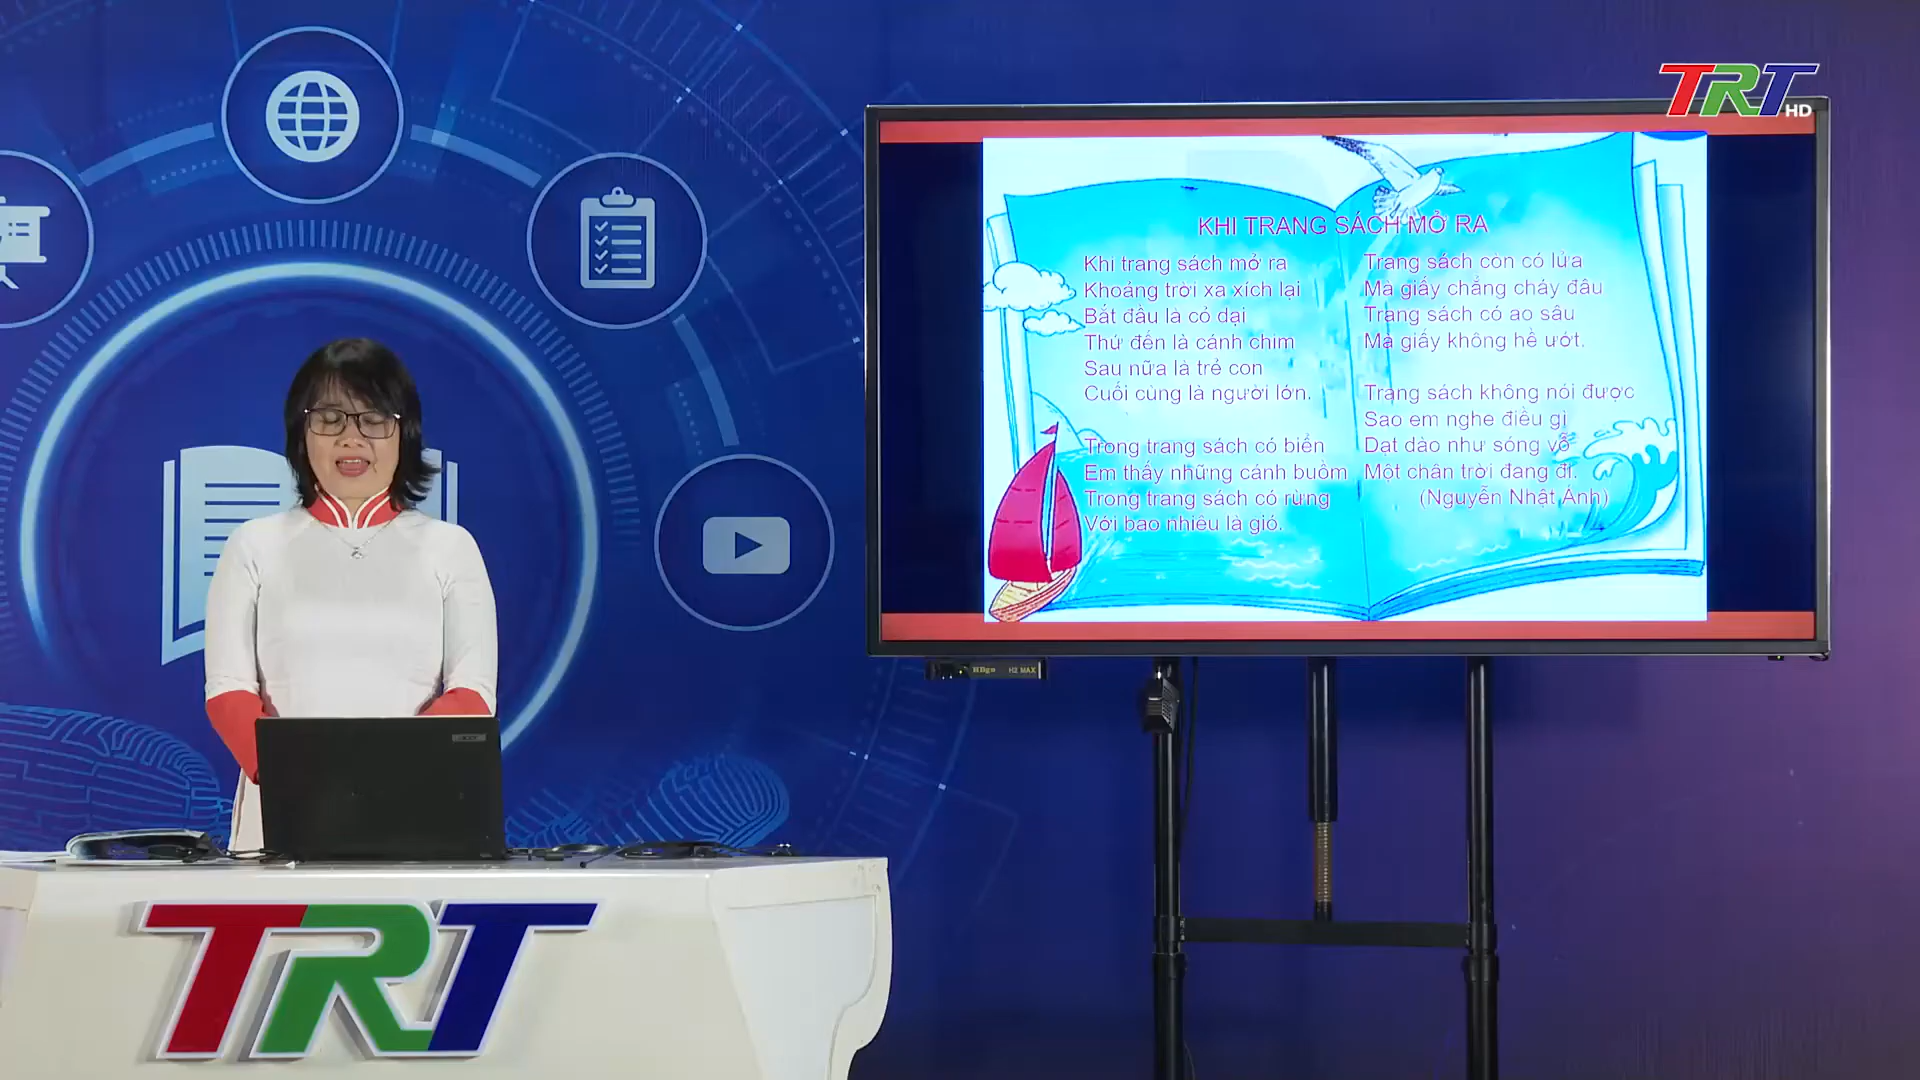 TRT HD
KHI TRANG SÁCH MỞ RA
Khi trang sách mở ra
Khoảng trời xa xích lại
Bắt đầu là cỏ dại
Thứ đến là cánh chim
Sau nữa là trẻ con
Cuối cùng là người lớn.
Trong trang sách có biển
Em thấy những cánh buồm
Trong trang sách có rừng
Với bao nhiêu là gió.
Trang sách còn có lửa
Mà giấy chẳng cháy đâu
Trang sách có ao sâu
Mà giấy không hề ướt.
Trang sách không nói được
Sao em nghe điều gì
Dạt dào như sóng vỗ
Một chân trời đang đi.
(Nguyễn Nhật Ánh)
HDgo H2 MAX
acer
TRT